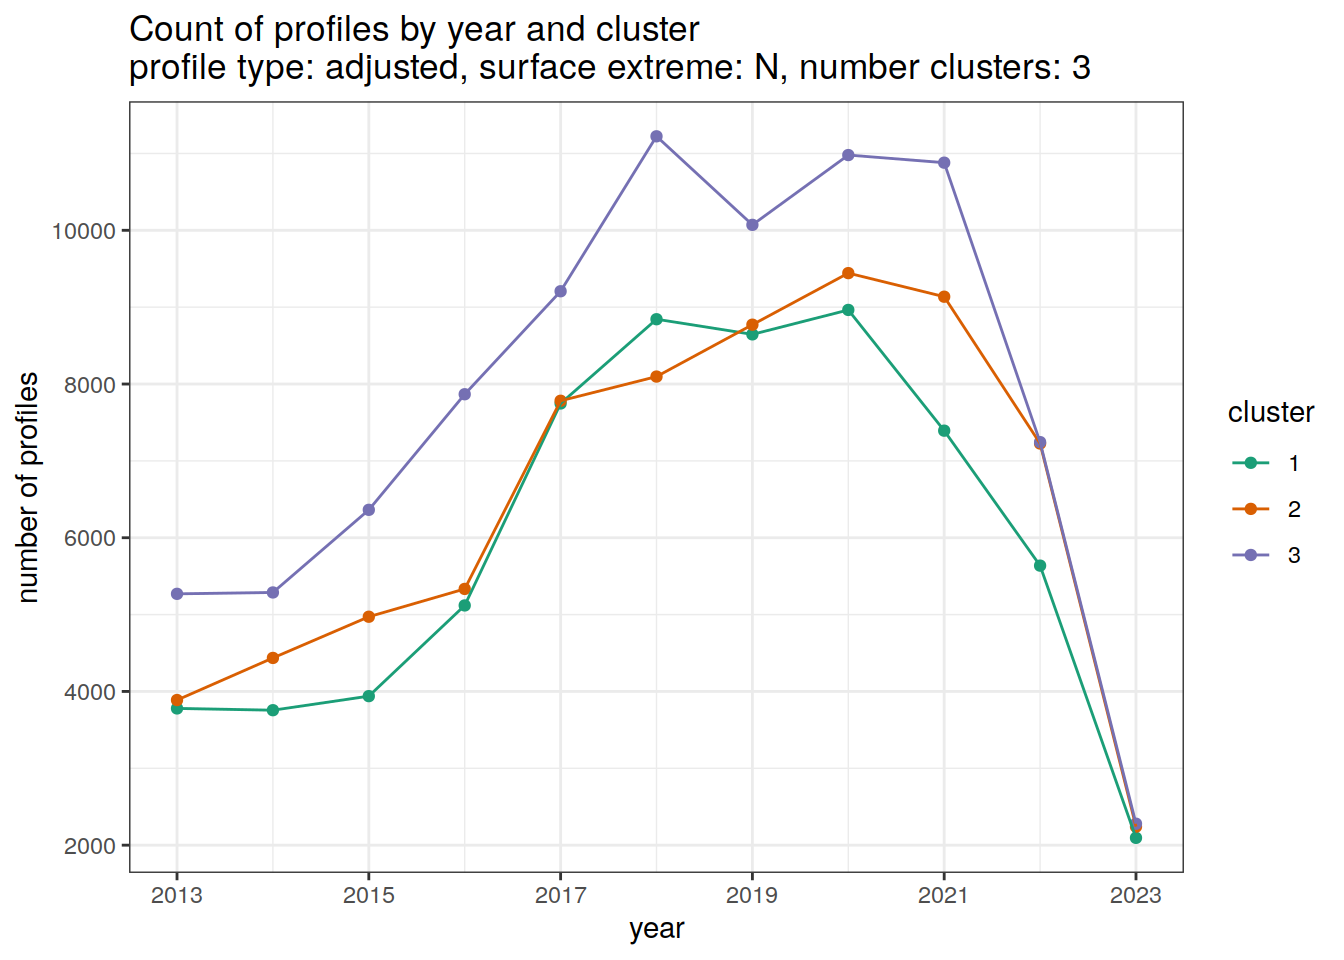 Count of profiles by year and cluster
profile type: adjusted, surface extreme: N, number clusters: 3
number of profiles
10000
8000
6000
4000
2000
2013 2015 2017 2019 2021 2023
year
cluster
1
2
3